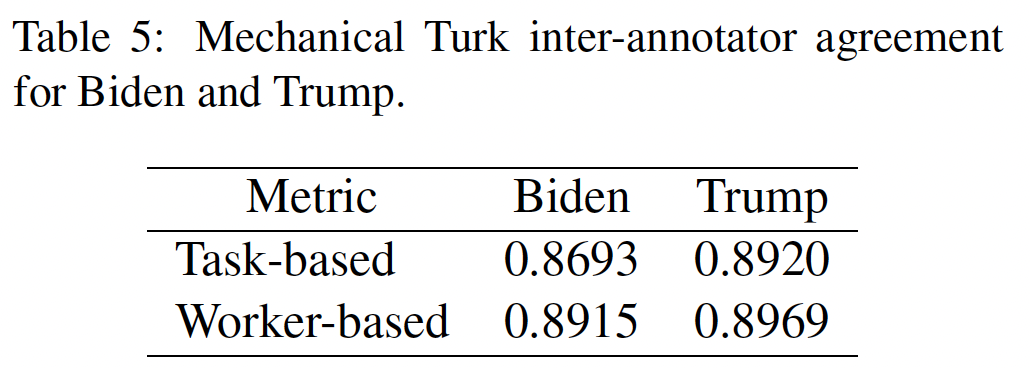 Table 5: Mechanical Turk inter-annotator agreement
for Biden and Trump.
Metric Biden Trump
Task-based 0.8693 0.8920
Worker-based 0.8915 0.8969